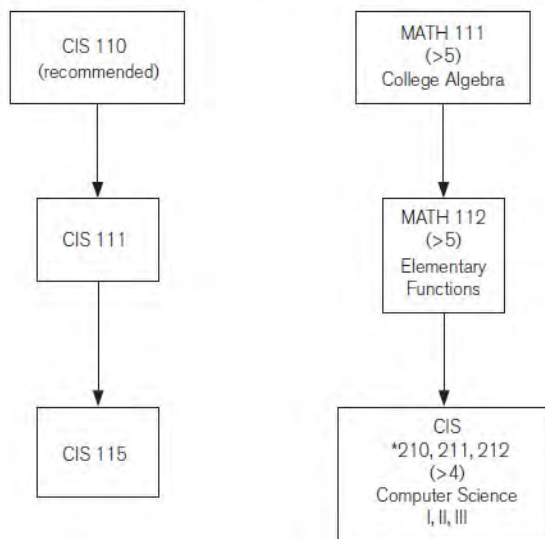 CIS 110
(recommended)
MATH 111
(>5)
College Algebra
CIS 111
MATH 112
(>5)
Elementary
Functions
CIS 115
CIS
*210, 211, 212
(>4)
Computer Science
I, II, III